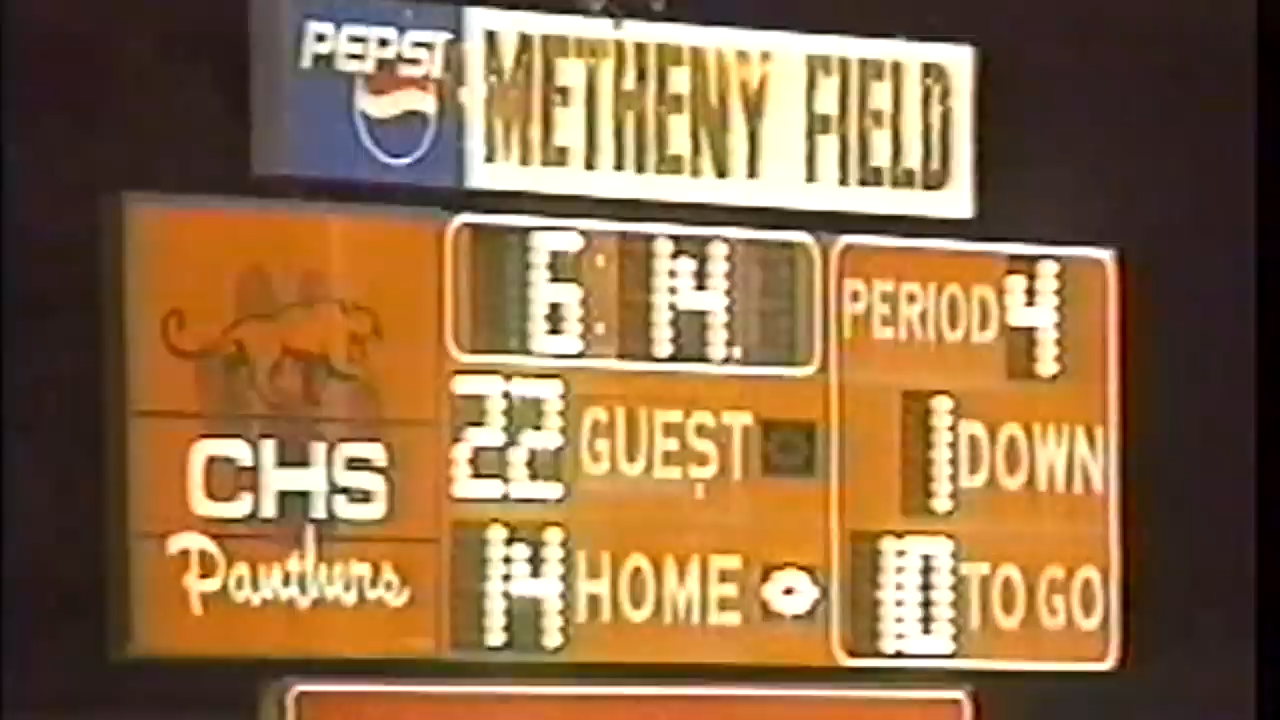 PEPSI METHENY FIELD
6:14 PERIOD 4
22 GUEST 1 DOWN
CHS
Panthers
14 HOME 10 TO GO